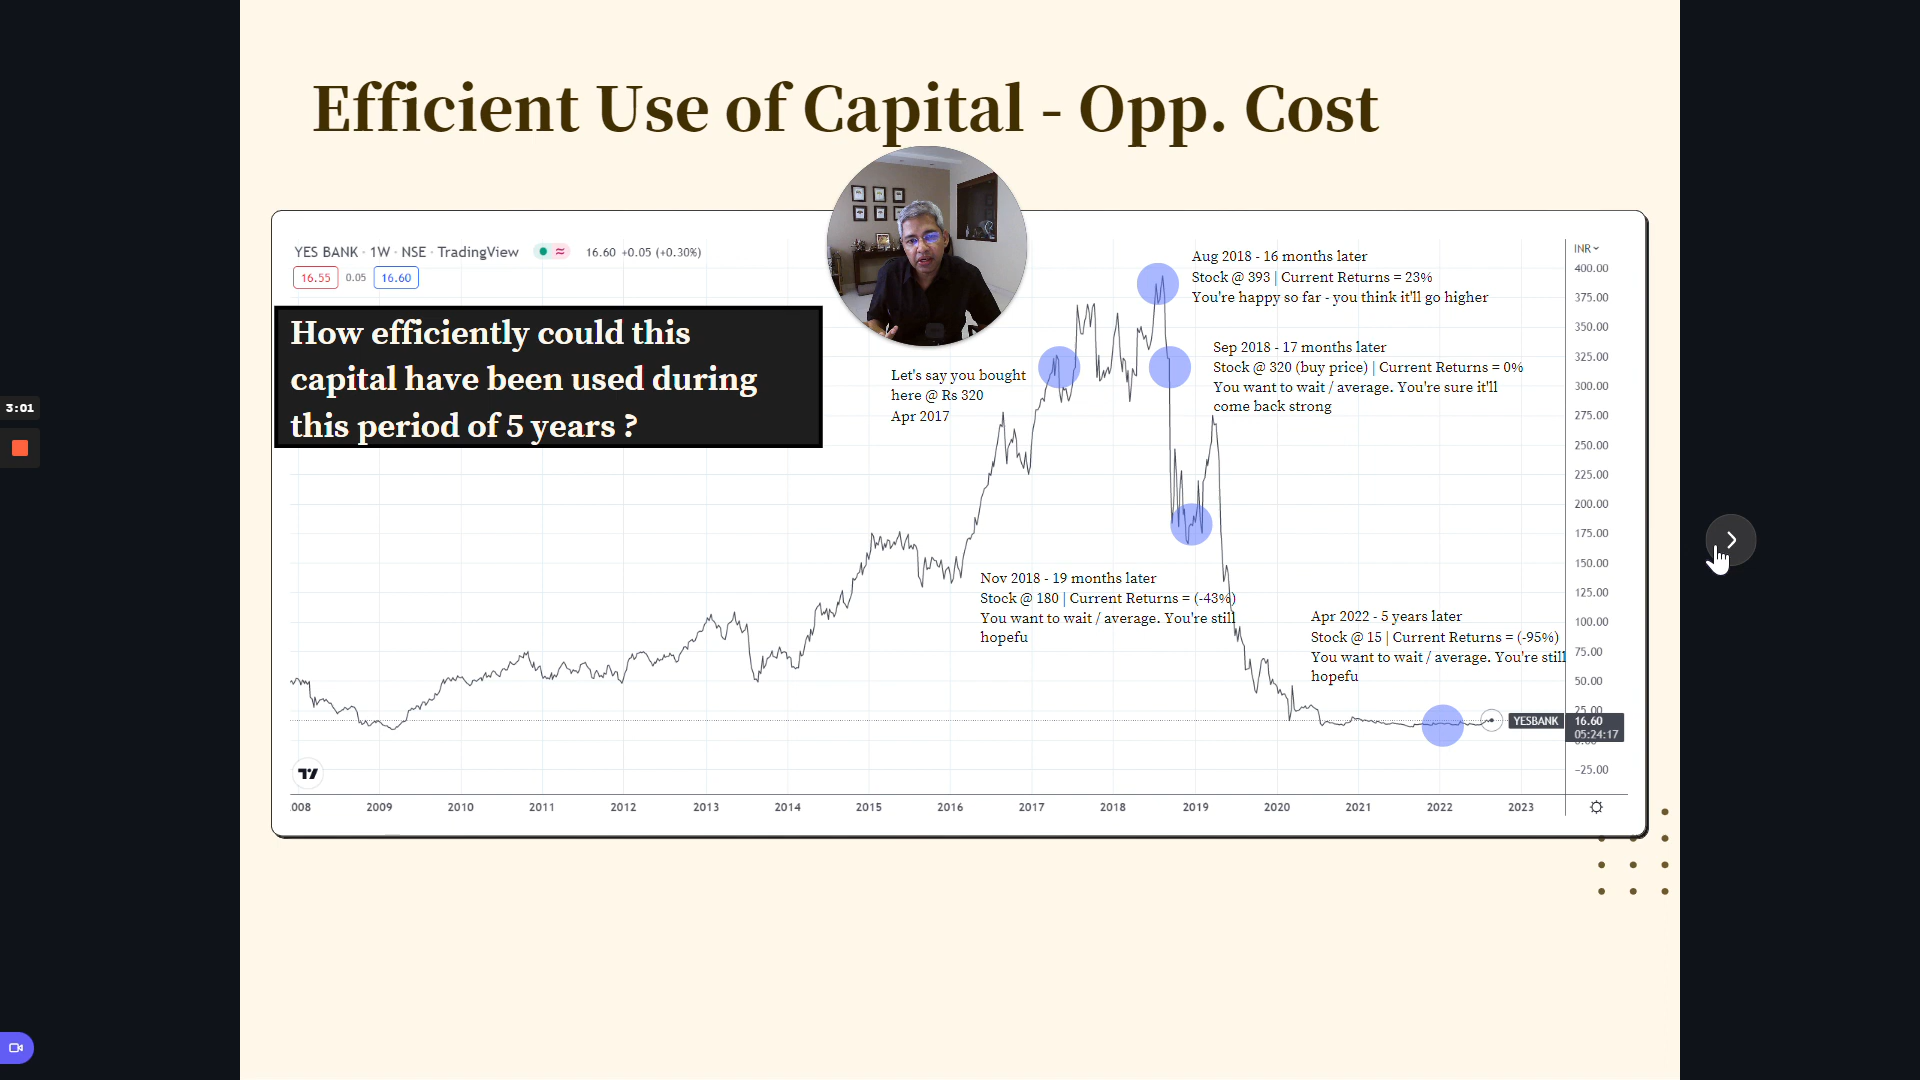 Efficient Use of Capital - Opp. Cost
YES BANK · 1W · NSE · TradingView
16.60 +0.05 (+0.30%)
16.55 0.05 16.60
How efficiently could this
capital have been used during
this period of 5 years ?
Let's say you bought
here @ Rs 320
Apr 2017
Aug 2018 - 16 months later
Stock @ 393 | Current Returns = 23%
You're happy so far - you think it'll go higher
Sep 2018 - 17 months later
Stock @ 320 (buy price) | Current Returns = 0%
You want to wait / average. You're sure it'll
come back strong
Nov 2018 - 19 months later
Stock @ 180 | Current Returns = (-43%)
You want to wait / average. You're still
hopefu
Apr 2022 - 5 years later
Stock @ 15 | Current Returns = (-95%)
You want to wait / average. You're still
hopefu
INR
400.00
375.00
350.00
325.00
300.00
275.00
250.00
225.00
200.00
175.00
150.00
125.00
100.00
75.00
50.00
25.00
YESBANK 16.60
05:24:17
0.00
−25.00
008 2009 2010 2011 2012 2013 2014 2015 2016 2017 2018 2019 2020 2021 2022 2023
3:01